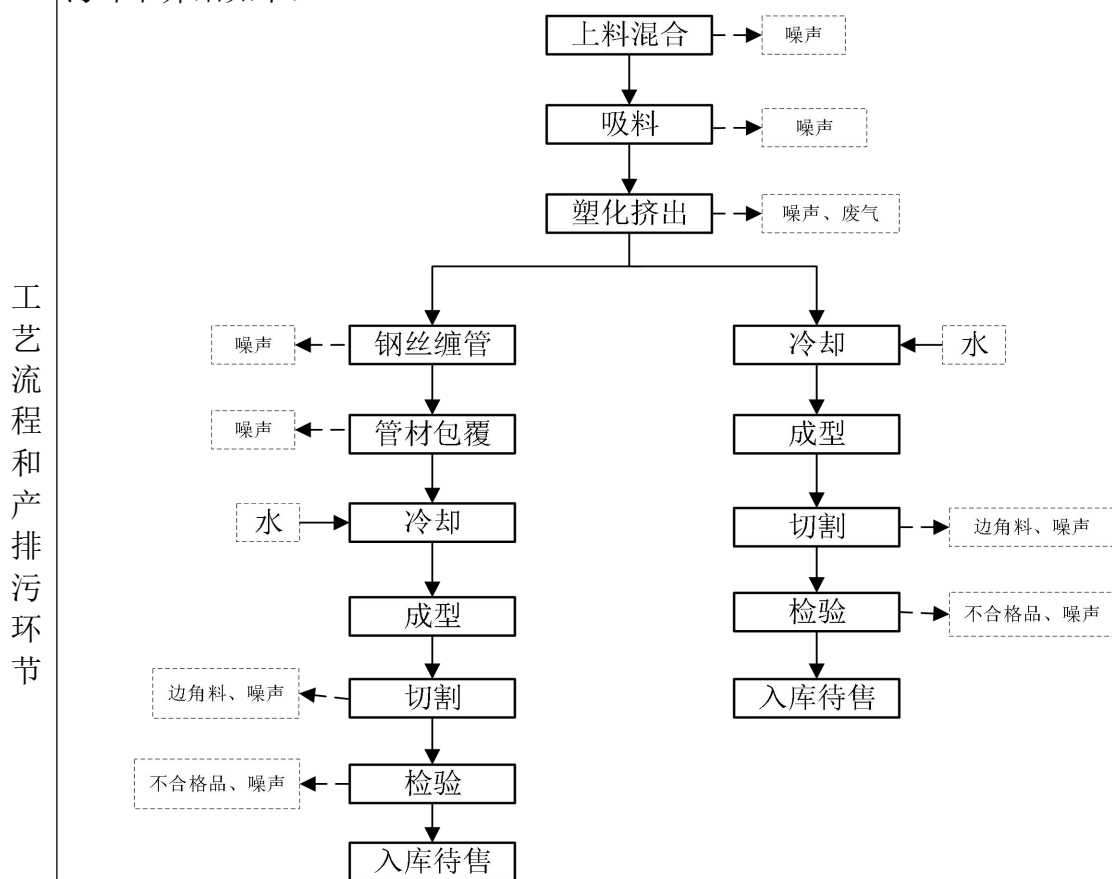 工艺流程和产排污环节
上料混合
噪声
吸料
噪声
塑化挤出
噪声、废气
噪声
钢丝缠管
冷却
水
噪声
管材包覆
成型
水
冷却
切割
边角料、噪声
成型
检验
不合格品、噪声
边角料、噪声
切割
入库待售
不合格品、噪声
检验
入库待售